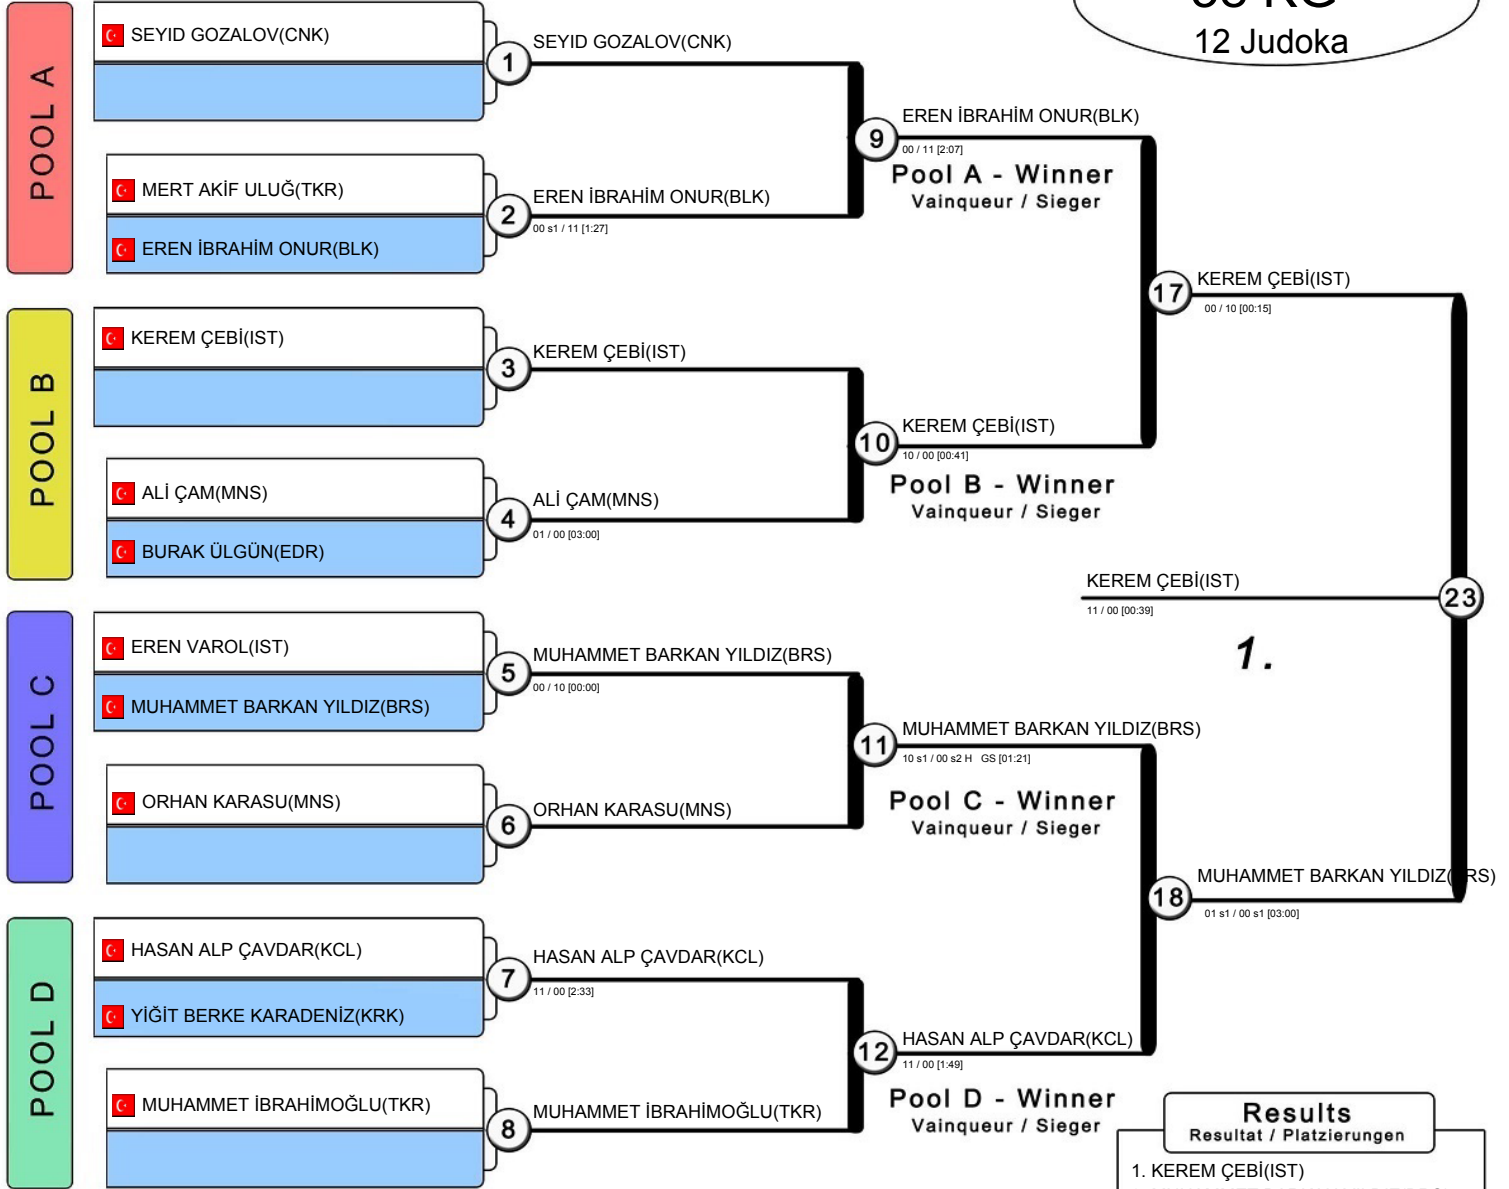 12 Judoka
POOL A
SEYID GOZALOV(CNK)
1
SEYID GOZALOV(CNK)
MERT AKİF ULUĞ(TKR)
EREN İBRAHİM ONUR(BLK)
2
EREN İBRAHİM ONUR(BLK)
00 s1 / 11 [1:27]
9
EREN İBRAHİM ONUR(BLK)
00 / 11 [2:07]
Pool A - Winner
Vainqueur / Sieger
POOL B
KEREM ÇEBİ(IST)
3
KEREM ÇEBİ(IST)
ALİ ÇAM(MNS)
BURAK ÜLGÜN(EDR)
4
ALİ ÇAM(MNS)
01 / 00 [03:00]
10
KEREM ÇEBİ(IST)
10 / 00 [00:41]
Pool B - Winner
Vainqueur / Sieger
17
KEREM ÇEBİ(IST)
00 / 10 [00:15]
KEREM ÇEBİ(IST)
11 / 00 [00:39]
23
1.
POOL C
EREN VAROL(IST)
MUHAMMET BARKAN YILDIZ(BRS)
5
MUHAMMET BARKAN YILDIZ(BRS)
00 / 10 [00:00]
ORHAN KARASU(MNS)
6
ORHAN KARASU(MNS)
11
MUHAMMET BARKAN YILDIZ(BRS)
10 s1 / 00 s2 H GS [01:21]
Pool C - Winner
Vainqueur / Sieger
18
MUHAMMET BARKAN YILDIZ(BRS)
01 s1 / 00 s1 [03:00]
POOL D
HASAN ALP ÇAVDAR(KCL)
YİĞİT BERKE KARADENİZ(KRK)
7
HASAN ALP ÇAVDAR(KCL)
11 / 00 [2:33]
MUHAMMET İBRAHİMOĞLU(TKR)
8
MUHAMMET İBRAHİMOĞLU(TKR)
12
HASAN ALP ÇAVDAR(KCL)
11 / 00 [1:49]
Pool D - Winner
Vainqueur / Sieger
Results
Resultat / Platzierungen
1. KEREM ÇEBİ(IST)